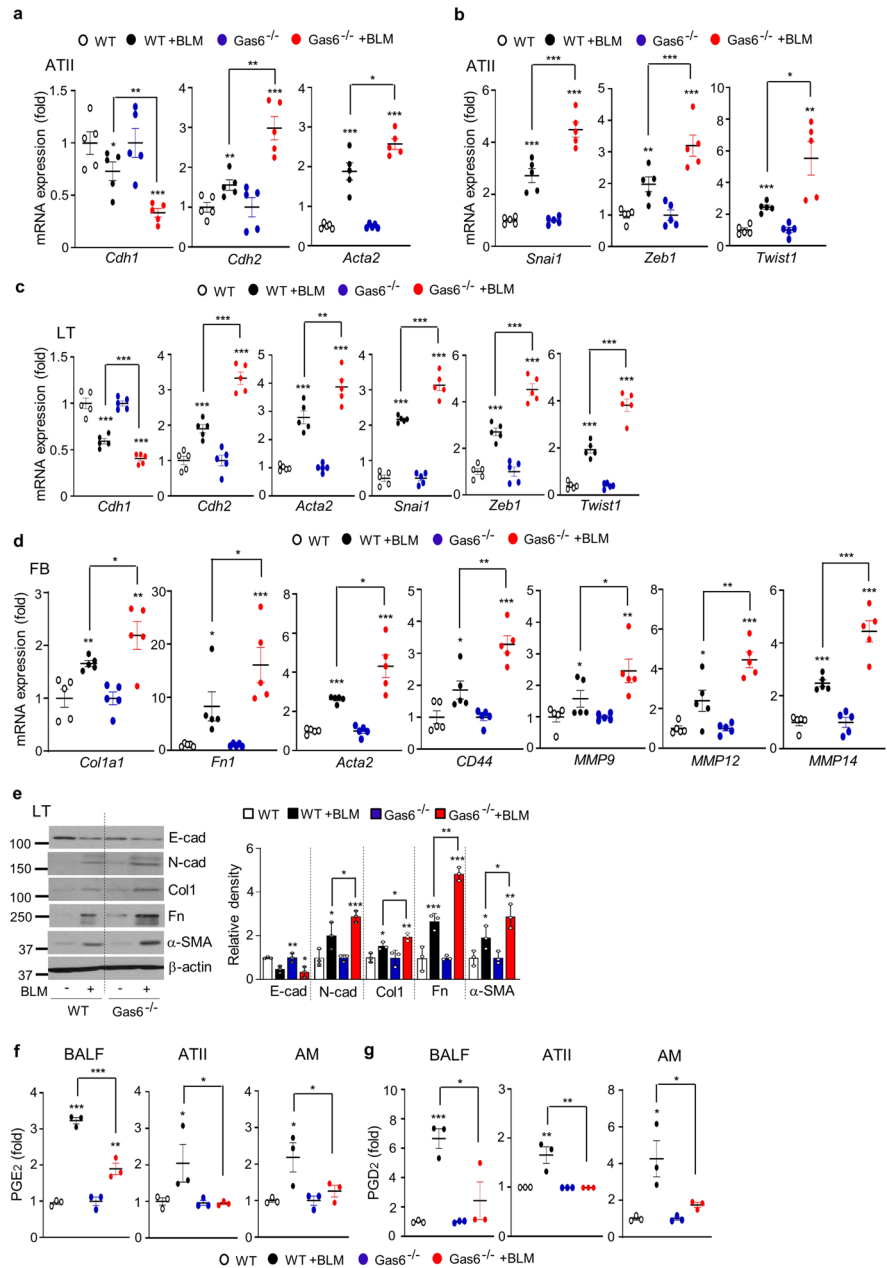 a
WT WT +BLM Gas6-/- Gas6-/- +BLM
ATII
mRNA expression (fold)
1.5
1
0.5
0
* ** ***
Cdh1
4
3
2
1
0
** ** ***
Cdh2
4
3
2
1
0
*** * ***
Acta2
b
WT WT +BLM Gas6-/- Gas6-/- +BLM
ATII
mRNA expression (fold)
8
6
4
2
0
*** *** ***
Snai1
6
4
2
0
** *** ***
Zeb1
10
8
6
4
2
0
*** * **
Twist1
c
WT WT +BLM Gas6-/- Gas6-/- +BLM
LT
mRNA expression (fold)
1.5
1
0.5
0
*** *** ***
Cdh1
4
3
2
1
0
*** *** ***
Cdh2
5
4
3
2
1
0
*** ** ***
Acta2
4
2
0
*** *** ***
Snai1
6
4
2
0
*** *** ***
Zeb1
6
4
2
0
*** *** ***
Twist1
d
WT WT +BLM Gas6-/- Gas6-/- +BLM
FB
mRNA expression (fold)
3
2
1
0
** * **
Col1a1
40
30
20
10
0
* * ***
Fn1
8
6
4
2
0
*** * ***
Acta2
5
4
3
2
1
0
* ** ***
CD44
5
4
3
2
1
0
* * **
MMP9
8
6
4
2
0
* ** ***
MMP12
6
4
2
0
*** *** ***
MMP14
e
LT
100
E-cad
150
N-cad
100
Col1
250
Fn
37
α-SMA
37
β-actin
BLM - + - +
WT Gas6-/-
WT WT +BLM Gas6-/- Gas6-/-+BLM
Relative density
6
4
2
0
** *
E-cad
* * ***
N-cad
* * **
Col1
*** ** ***
Fn
* * **
α-SMA
f
BALF
PGE2 (fold)
4
3
2
1
0
*** *** **
ATII
4
3
2
1
0
* *
AM
4
3
2
1
0
* *
g
BALF
PGD2 (fold)
10
8
6
4
2
0
*** *
ATII
3
2
1
0
** **
AM
8
6
4
2
0
* *
WT WT +BLM Gas6-/- Gas6-/- +BLM